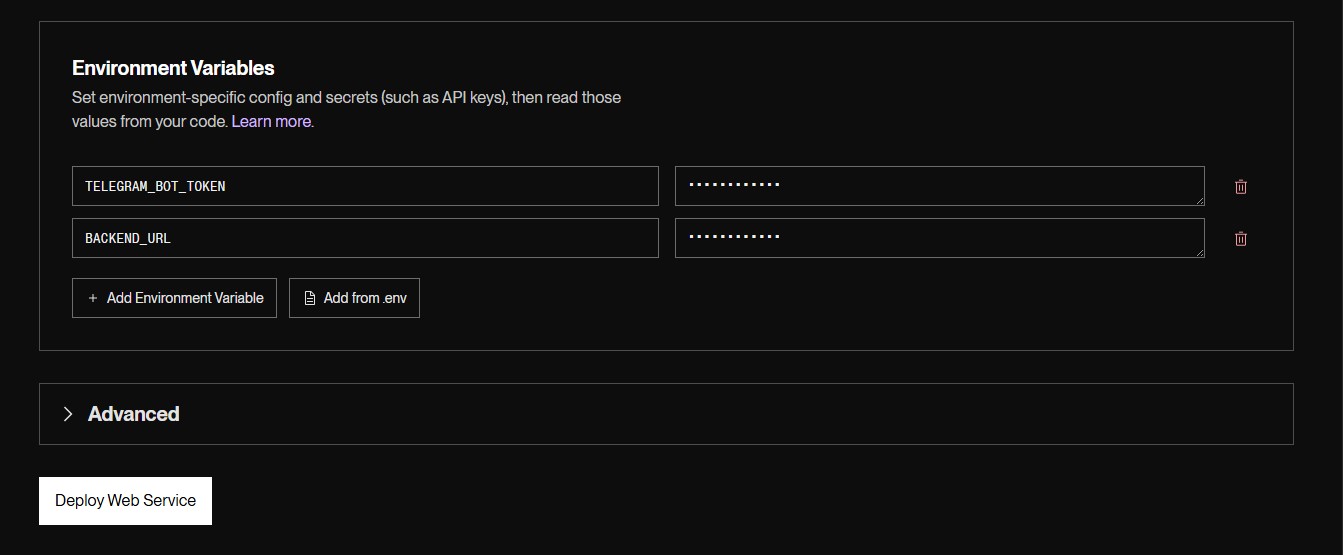 Environment Variables
Set environment-specific config and secrets (such as API keys), then read those
values from your code. Learn more.
TELEGRAM_BOT_TOKEN
············
BACKEND_URL
············
+ Add Environment Variable
Add from .env
Advanced
Deploy Web Service